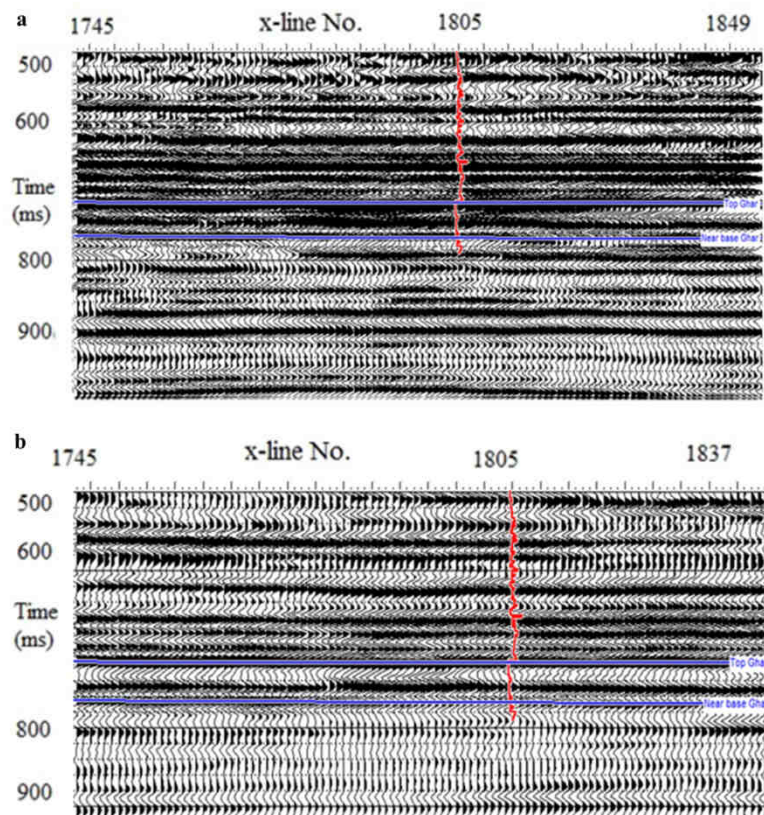 a
1745 x-line No. 1805 1849
500
600
Time
(ms)
Top Ghar
Near base Ghar
800
900
b
1745 x-line No. 1805 1837
500
600
Time
(ms)
Top Gha
Near base Gha
800
900